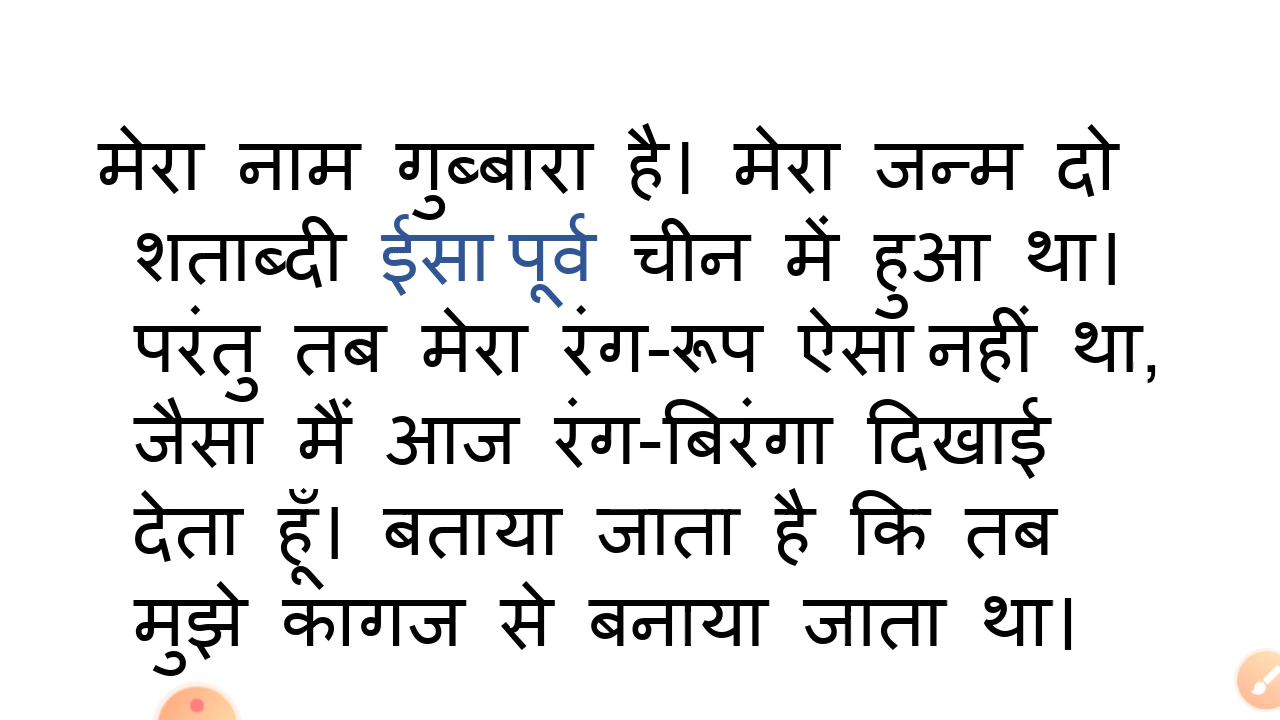 मेरा नाम गुब्बारा है। मेरा जन्म दो
शताब्दी ईसा पूर्व चीन में हुआ था।
परंतु तब मेरा रंग-रूप ऐसा नहीं था,
जैसा मैं आज रंग-बिरंगा दिखाई
देता हूँ। बताया जाता है कि तब
मुझे कागज से बनाया जाता था।